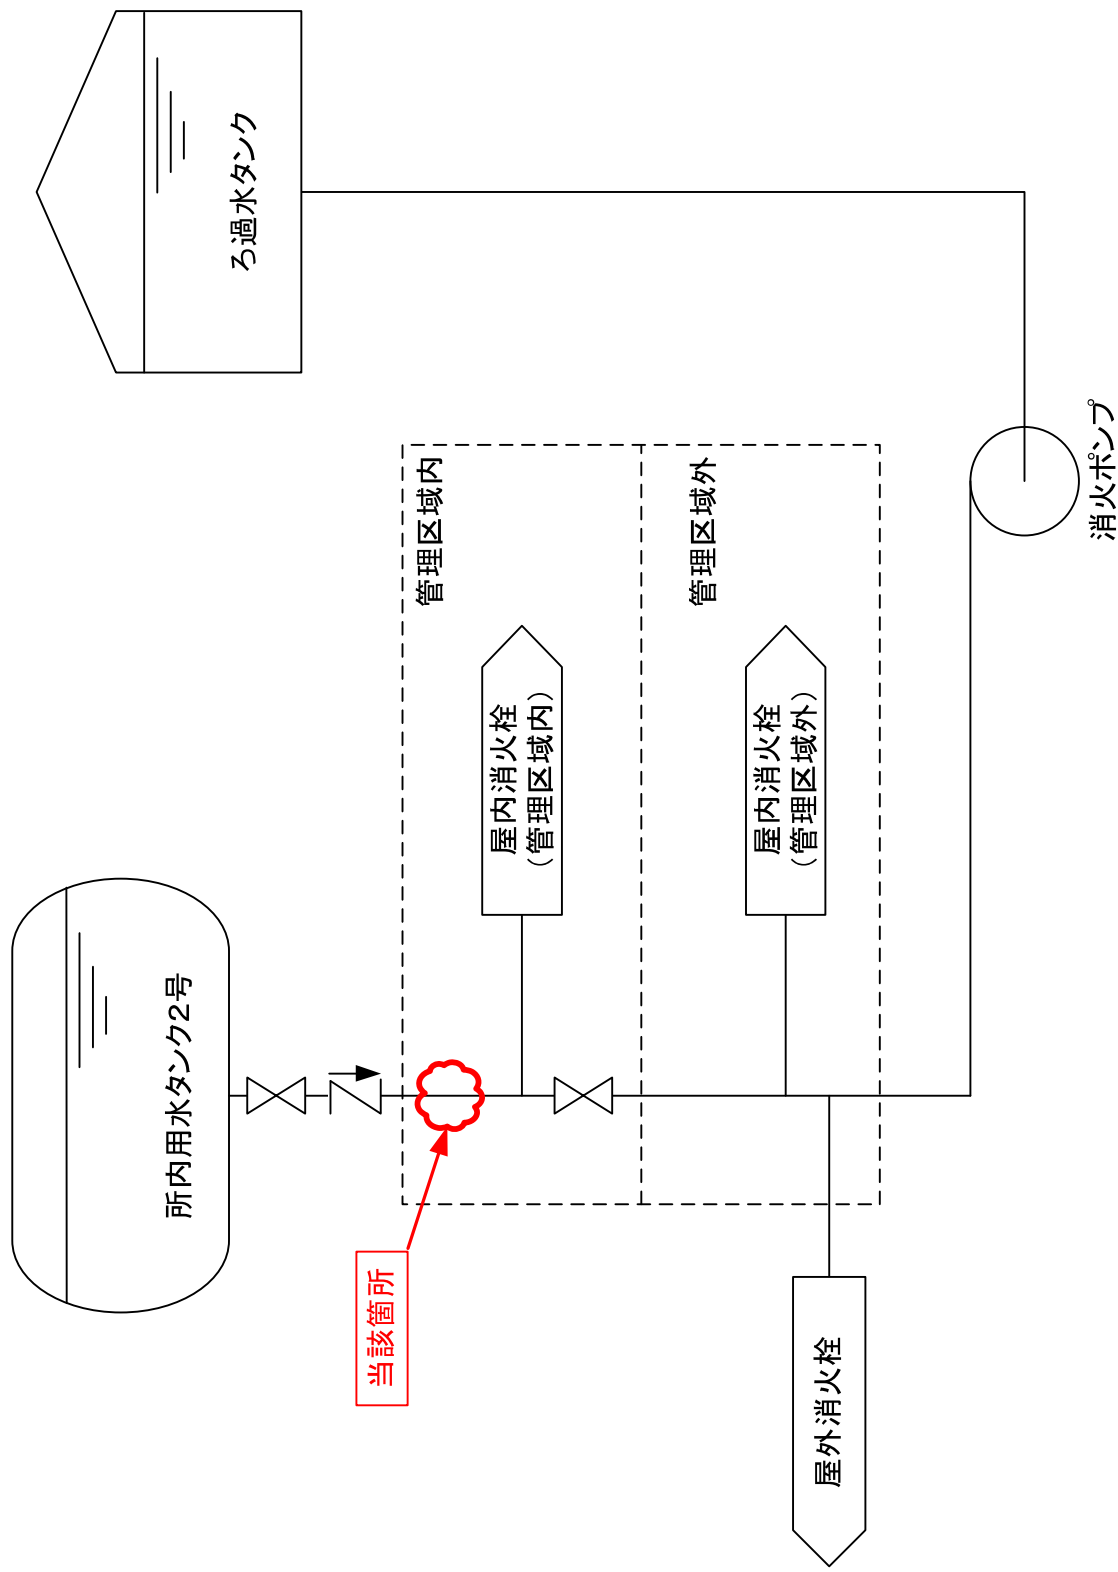 所内用水タンク2号
ろ過水タンク
当該箇所
管理区域内
屋内消火栓
（管理区域内）
管理区域外
屋内消火栓
（管理区域外）
屋外消火栓
消火ポンプ